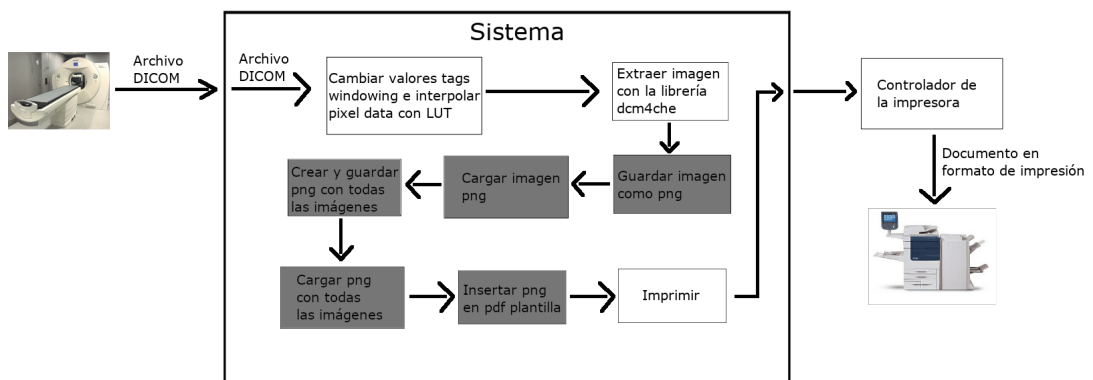 Sistema
Archivo
DICOM
Archivo
DICOM
Cambiar valores tags
windowing e interpolar
pixel data con LUT
Extraer imagen
con la librería
dcm4che
Controlador de
la impresora
Crear y guardar
png con todas
las imágenes
Cargar imagen
png
Guardar imagen
como png
Documento en
formato de impresión
Cargar png
con todas
las imágenes
Insertar png
en pdf plantilla
Imprimir